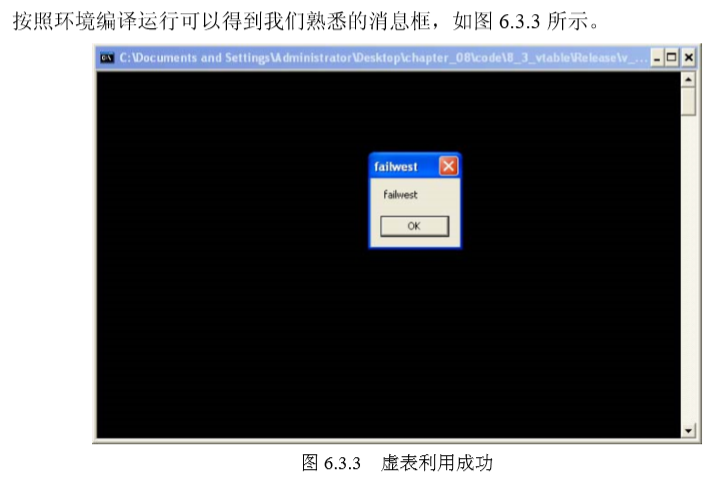 按照环境编译运行可以得到我们熟悉的消息框，如图 6.3.3 所示。
C:\Documents and Settings\Administrator\Desktop\chapter_08\code\8_3_vtable\Release\v_...
failwest
failwest
OK
图 6.3.3 虚表利用成功